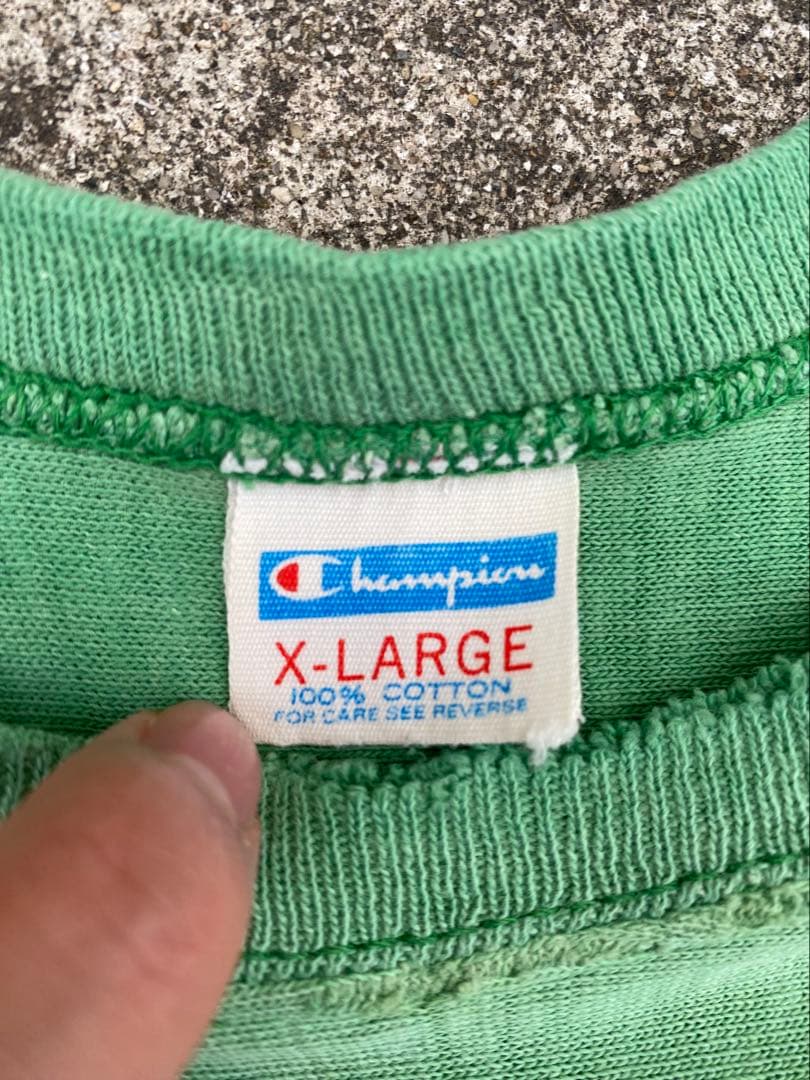 Champion
X-LARGE
100% COTTON
FOR CARE SEE REVERSE